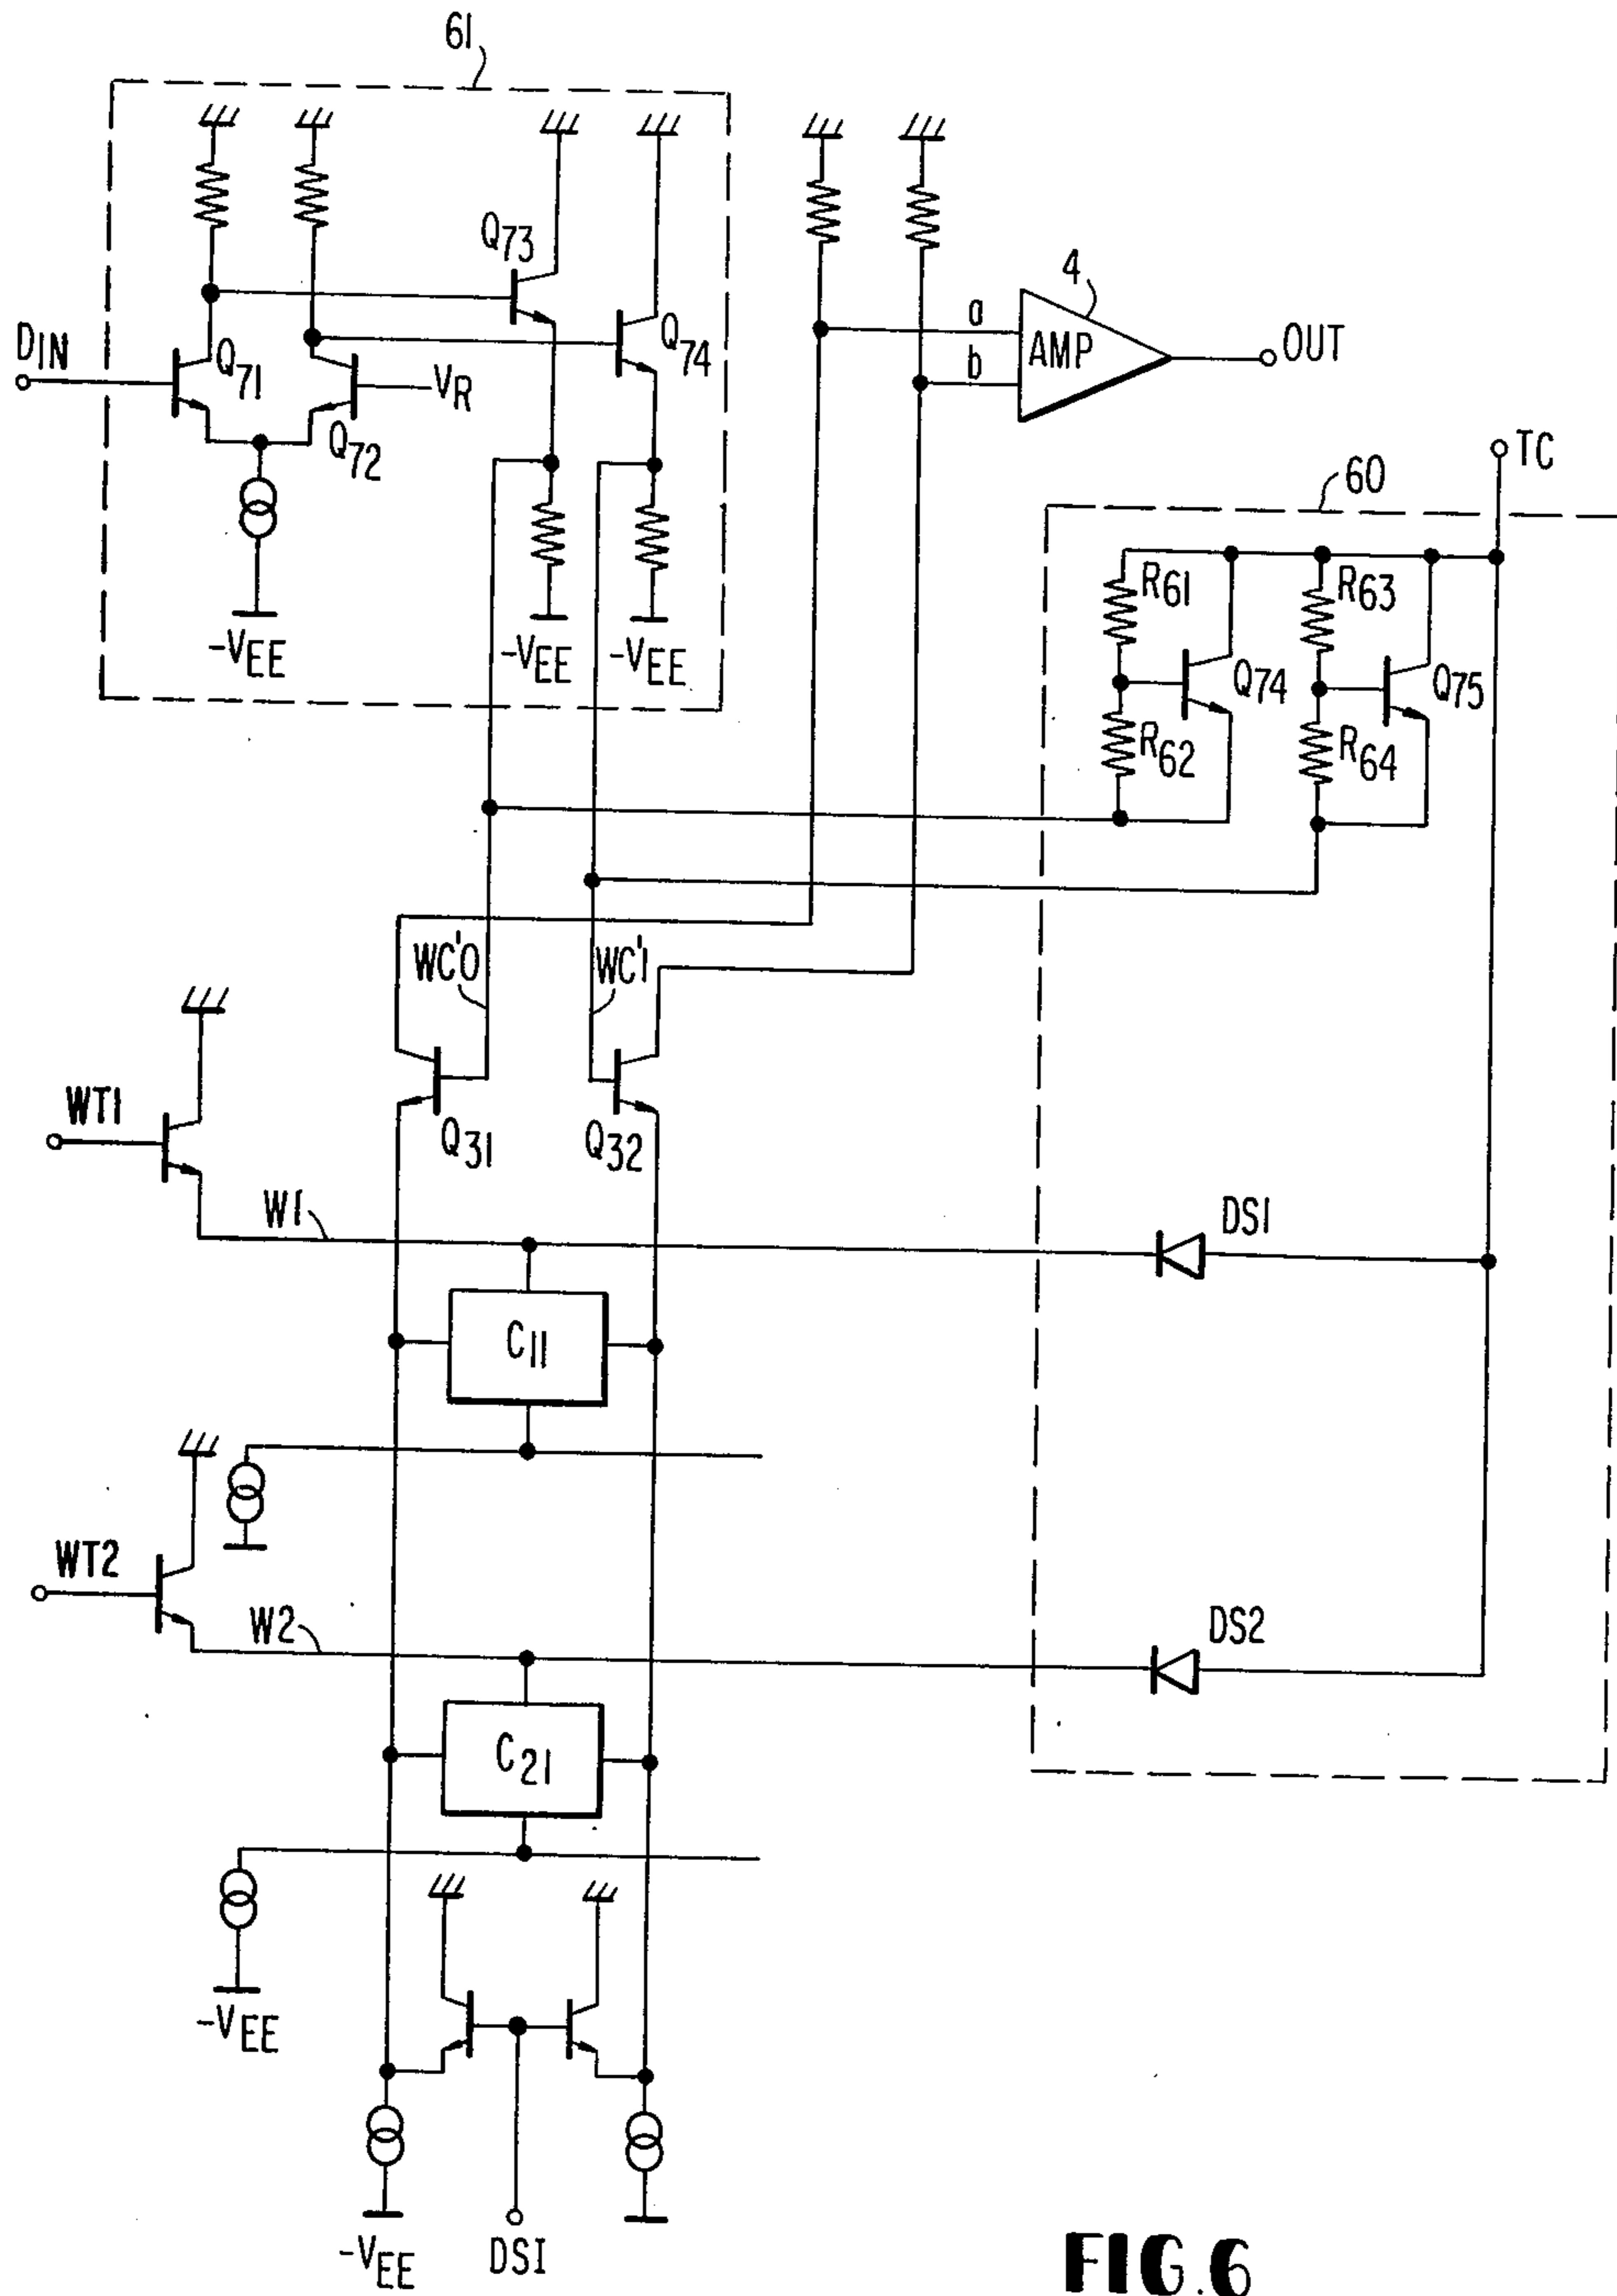 61
Q73
4
DIN
Q71
VR
Q72
Q74
a
b
AMP
OUT
TC
60
-VEE
-VEE
-VEE
R61
R63
Q74
Q75
R62
R64
WC'0
WC'1
WT1
Q31
Q32
W1
DS1
C11
WT2
W2
DS2
C21
-VEE
-VEE
DSI
FIG.6